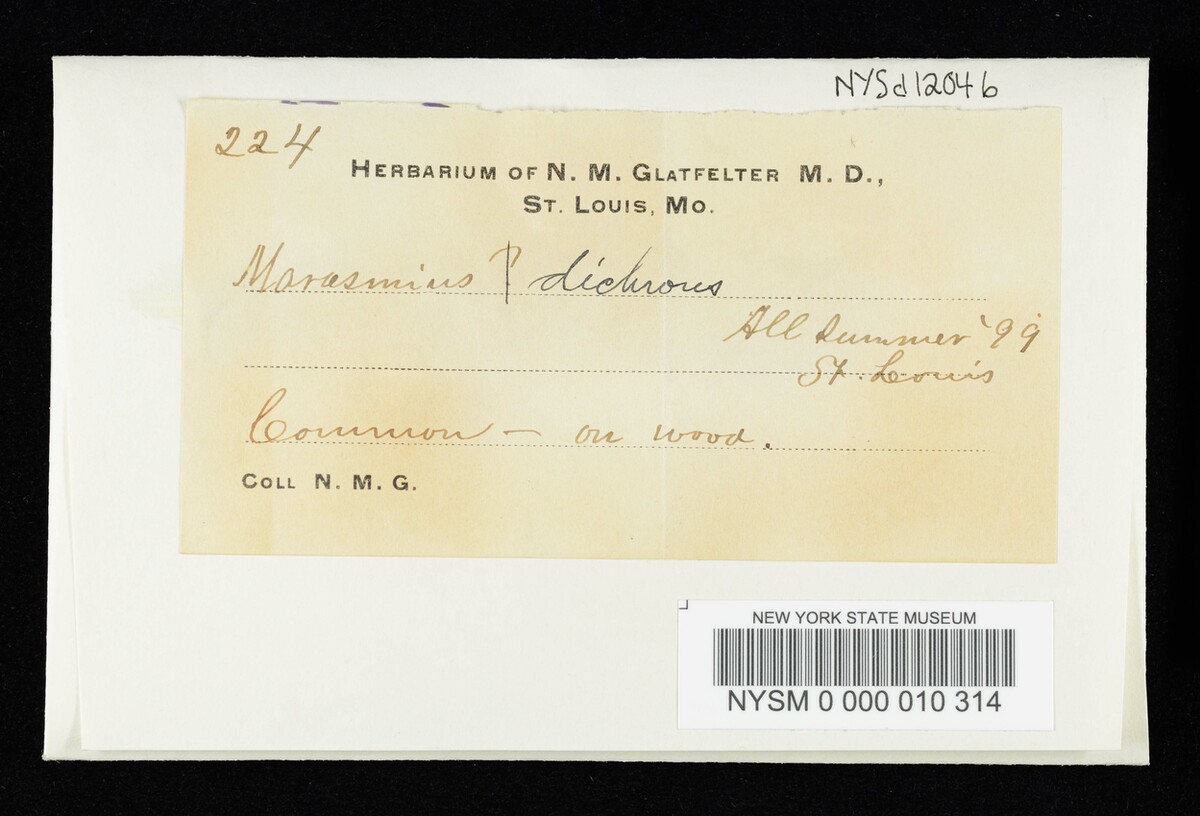 NYSd12046
224
HERBARIUM OF N. M. GLATFELTER M. D.,
ST. LOUIS, MO.
Marasmius ? dichrous
All summer '99
St. Louis
Common – on wood.
COLL N. M. G.
NEW YORK STATE MUSEUM
NYSM 0 000 010 314